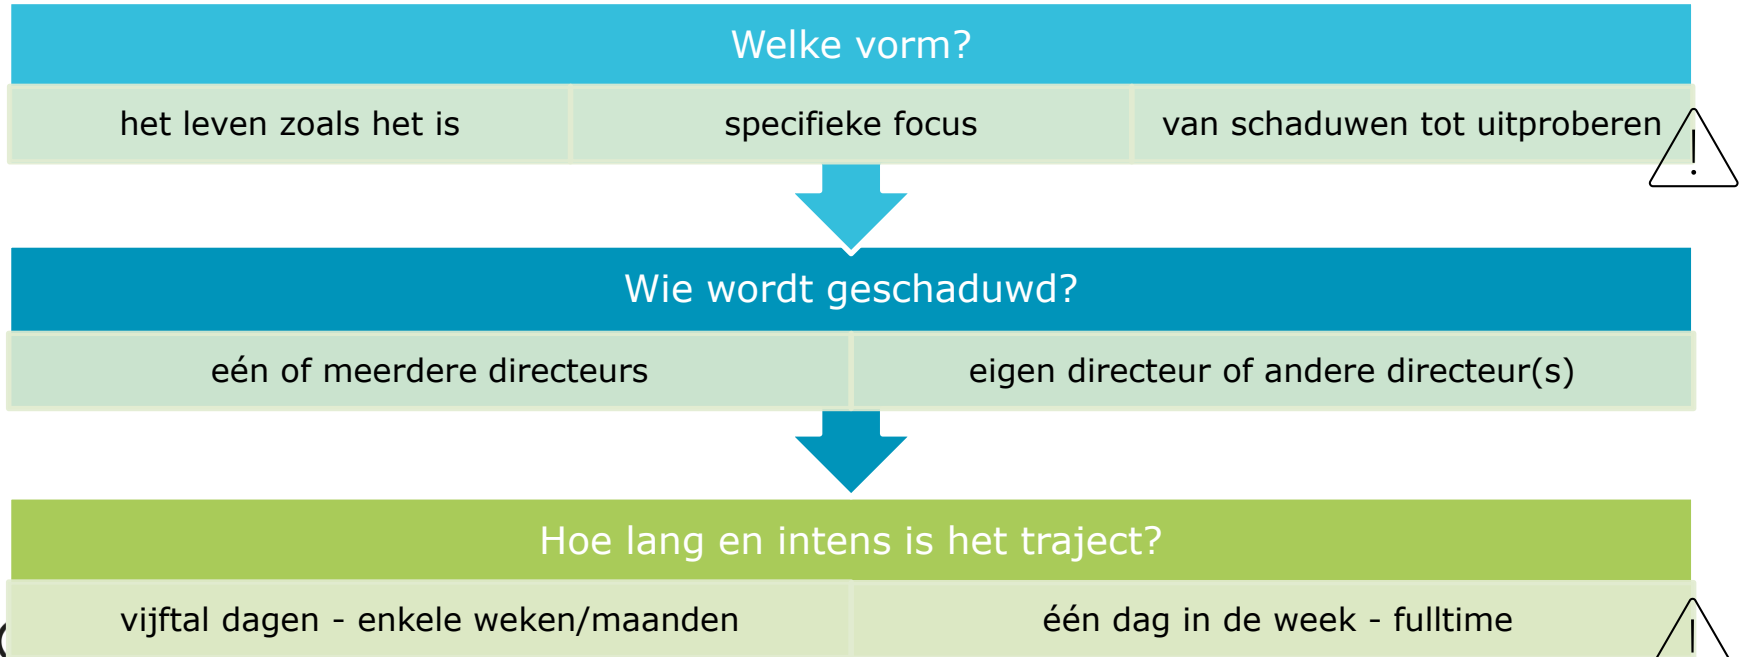 Welke vorm?
het leven zoals het is
specifieke focus
van schaduwen tot uitproberen
Wie wordt geschaduwd?
eén of meerdere directeurs
eigen directeur of andere directeur(s)
Hoe lang en intens is het traject?
vijftal dagen - enkele weken/maanden
één dag in de week - fulltime